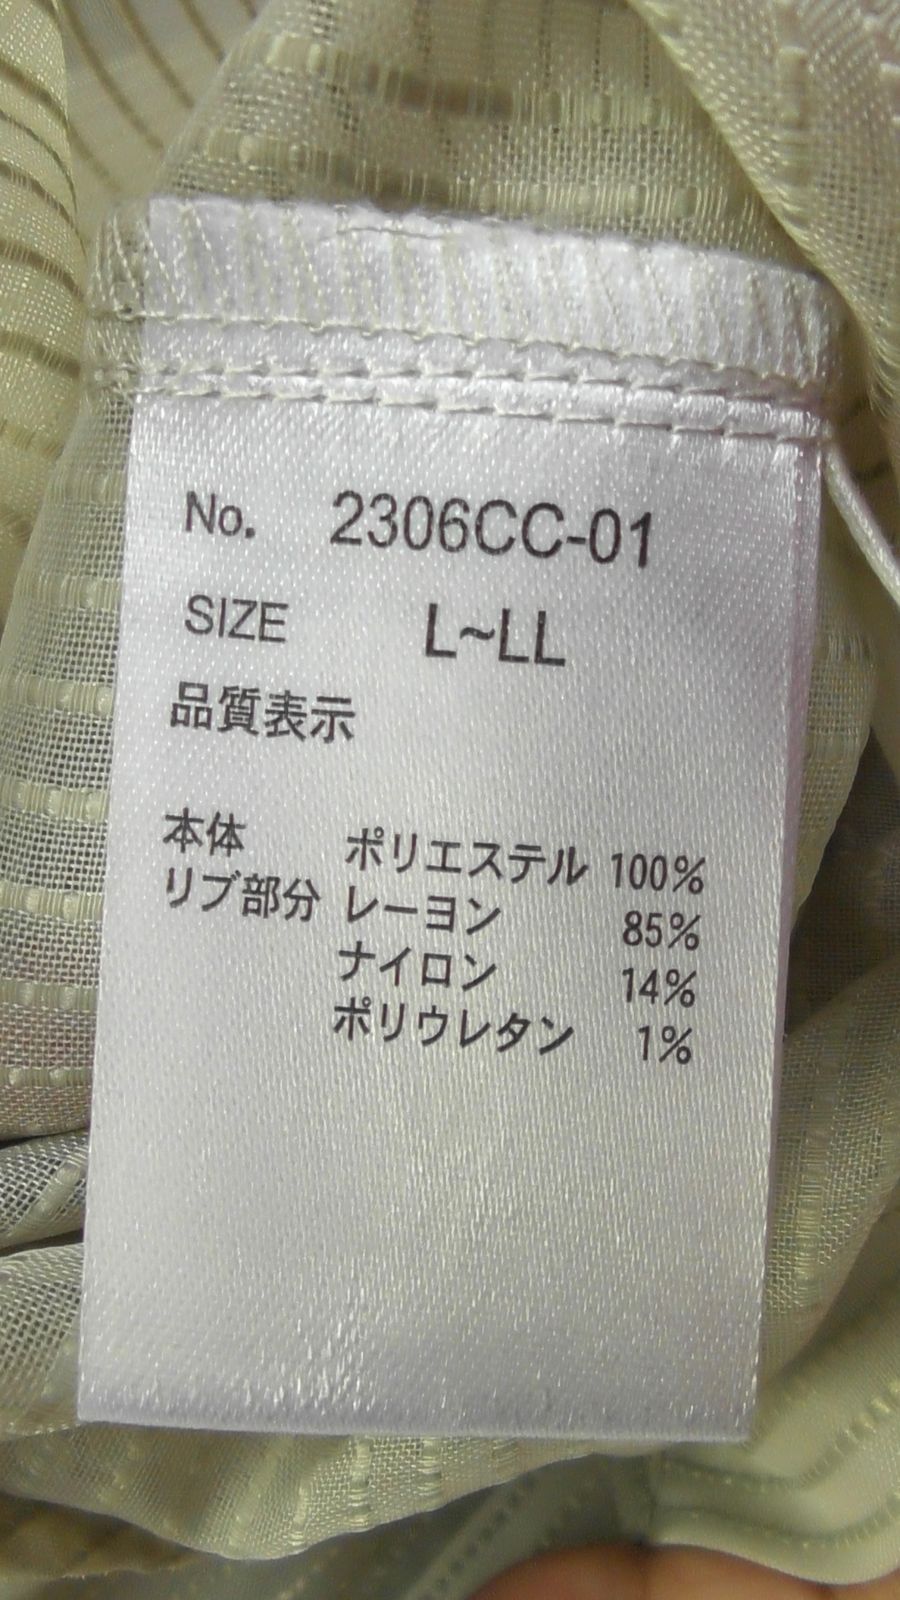 No. 2306CC-01
SIZE L~LL
品質表示
本体 ポリエステル 100%
リブ部分 レーヨン 85%
ナイロン 14%
ポリウレタン 1%